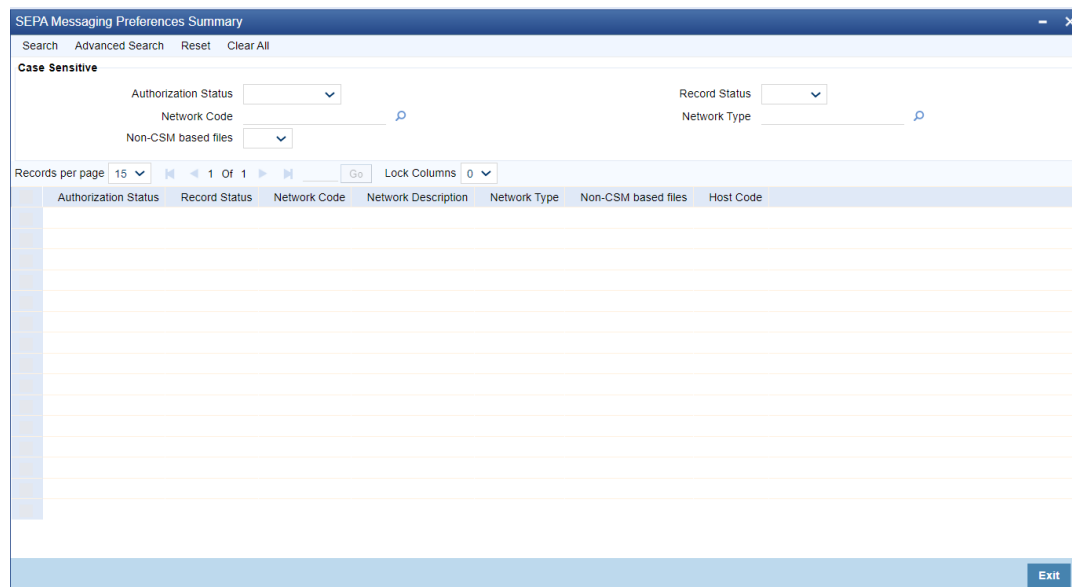 SEPA Messaging Preferences Summary
Search Advanced Search Reset Clear All
Case Sensitive
Authorization Status Record Status
Network Code Network Type
Non-CSM based files
Records per page 15 1 Of 1 Go Lock Columns 0
Authorization Status Record Status Network Code Network Description Network Type Non-CSM based files Host Code
Exit